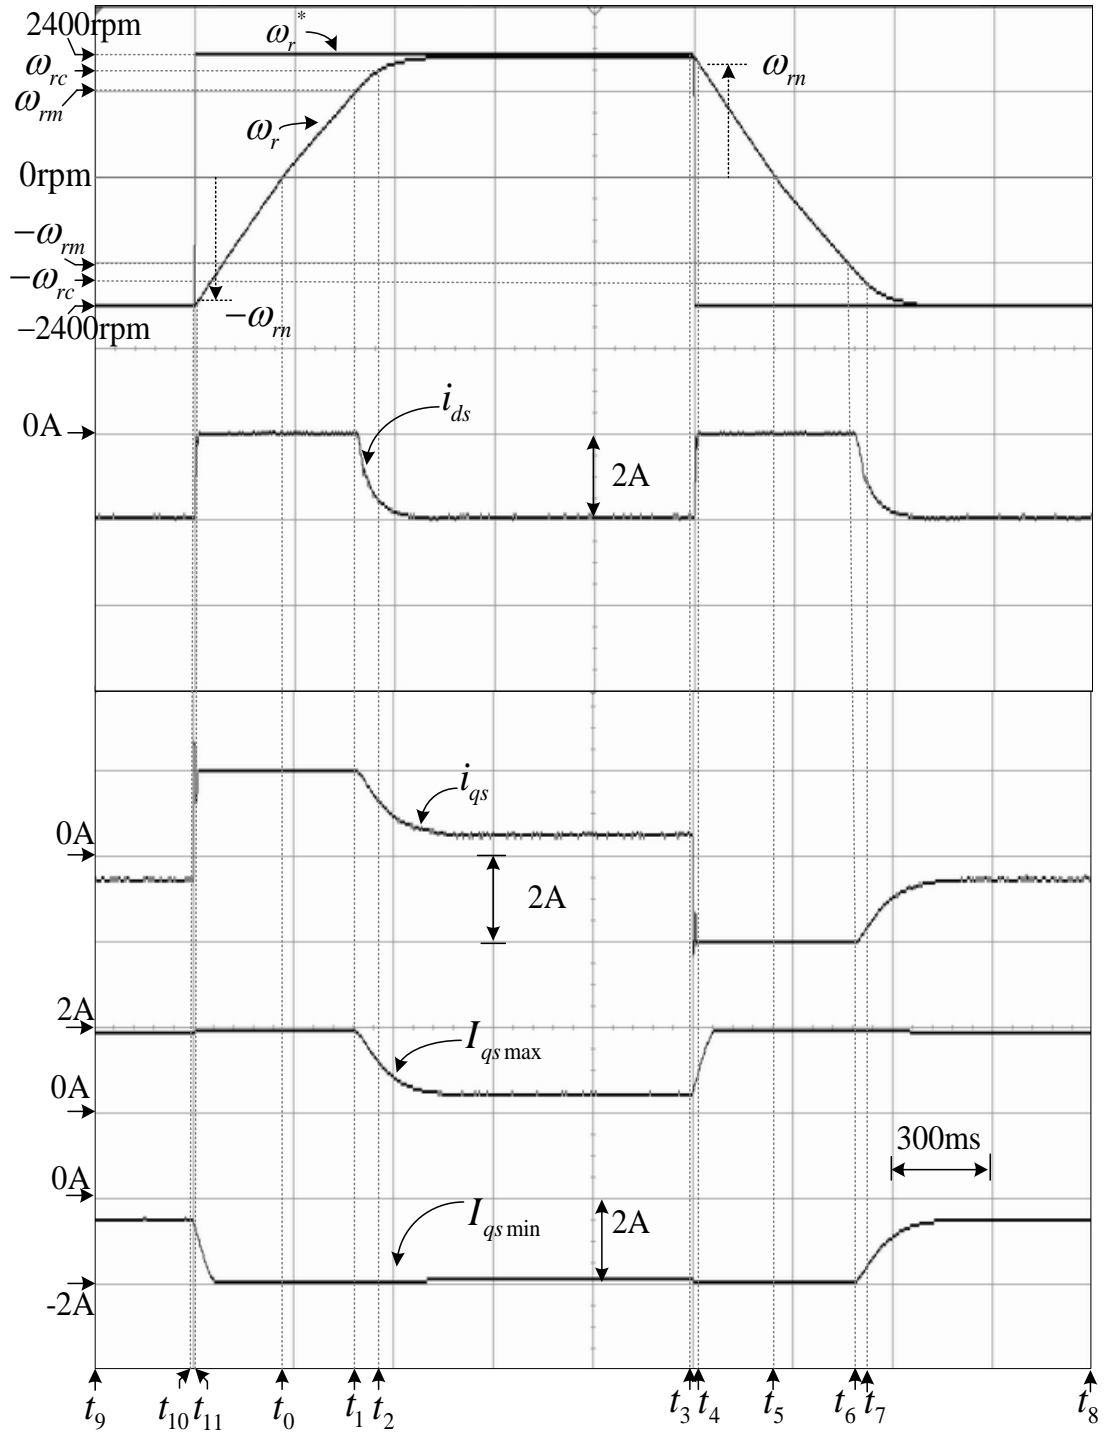 2400rpm
ω_r^*
ω_rc
ω_rn
ω_rm
ω_r
0rpm
−ω_rm
−ω_rc
−ω_rn
−2400rpm
i_ds
0A
2A
i_qs
0A
2A
2A
I_qs max
0A
300ms
0A
I_qs min
2A
-2A
t_9 t_10 t_11 t_0 t_1 t_2 t_3 t_4 t_5 t_6 t_7 t_8